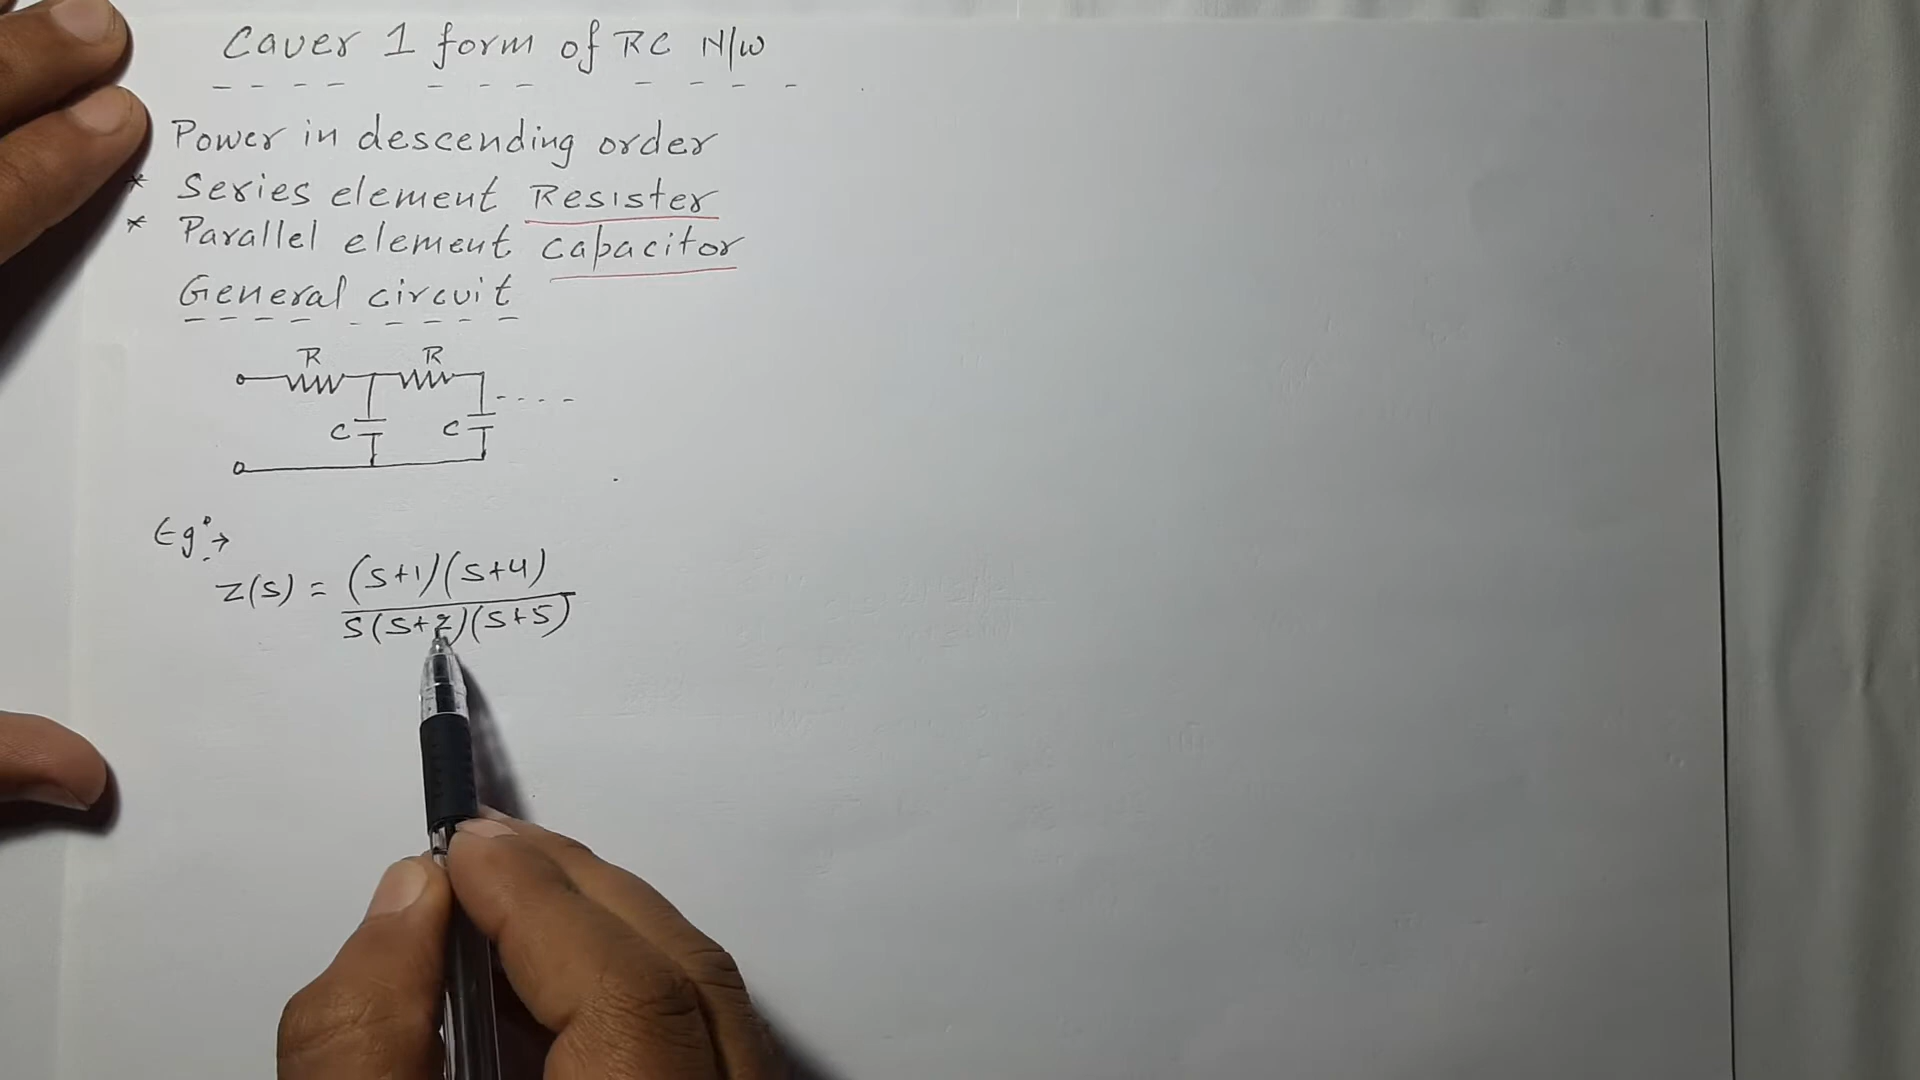 Cauer 1 form of RC N/W
Power in descending order
* Series element Resister
* Parallel element capacitor
General circuit
R R
C C
Eg:→
Z(S) = (S+1)(S+4)
S(S+2)(S+5)